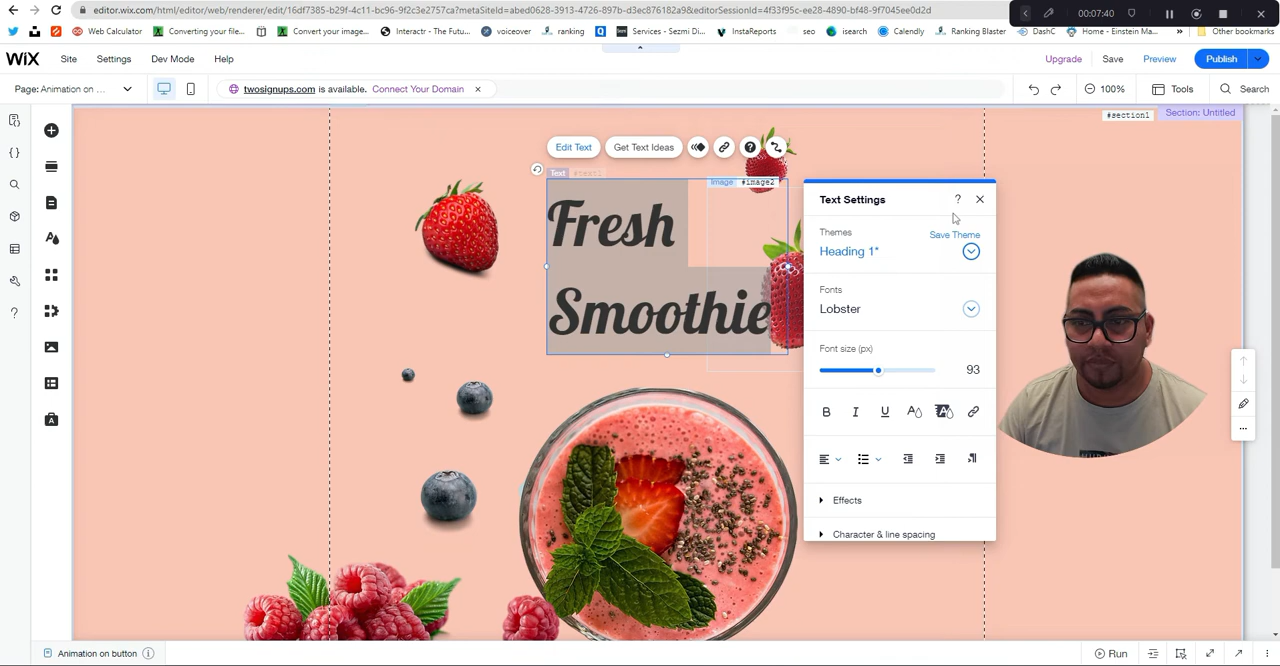 editor.wix.com/html/editor/web/renderer/edit/16df7385-b29f-4c11-bc96-9f2c3e2757ca?metaSiteId=abed0628-3913-4726-897b-d3ec876182a9&editorSessionId=4f33f95c-ee28-4890-bf48-9f7045ee0d2d
00:07:40
Web Calculator
Converting your file...
Convert your image...
Interactr - The Futu...
voiceover
ranking
Services - Sezmi Di...
InstaReports
seo
isearch
Calendly
Ranking Blaster
DashC
Home - Einstein Ma...
Other bookmarks
WiX
Site
Settings
Dev Mode
Help
Upgrade
Save
Preview
Publish
Page: Animation on ...
twosignups.com is available.
Connect Your Domain
100%
Tools
Search
#section1
Section: Untitled
Edit Text
Get Text Ideas
Text
#text1
Image
#image2
Fresh
Smoothie
Text Settings
?
Themes
Save Theme
Heading 1*
Fonts
Lobster
Font size (px)
93
B
I
U
Effects
Character & line spacing
Animation on button
Run